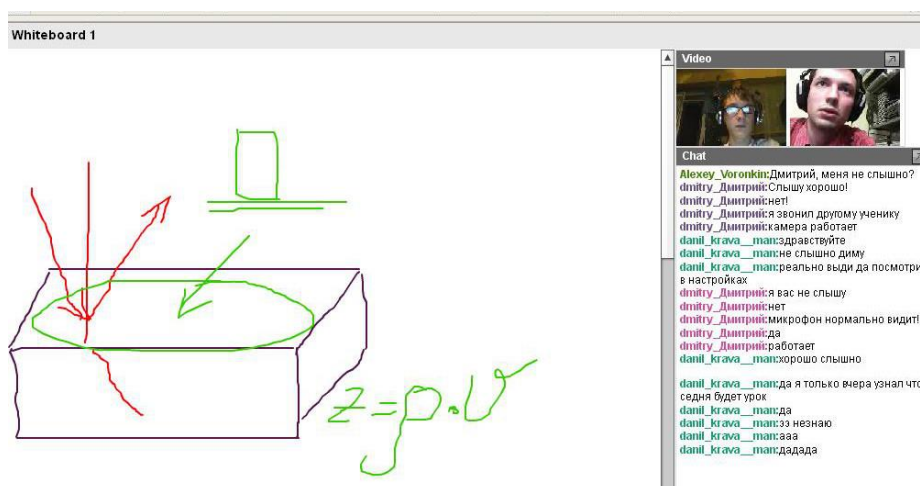 Whiteboard 1
Video
Chat
Alexey_Voronkin:Дмитрий, меня не слышно?
dmitry_Дмитрий:Слышу хорошо!
dmitry_Дмитрий:нет!
dmitry_Дмитрий:я звонил другому ученику
dmitry_Дмитрий:камера работает
danil_krava__man:здравствуйте
danil_krava__man:не слышно диму
danil_krava__man:реально выди да посмотри
в настройках
dmitry_Дмитрий:я вас не слышу
dmitry_Дмитрий:нет
dmitry_Дмитрий:микрофон нормально видит!
dmitry_Дмитрий:да
dmitry_Дмитрий:работает
danil_krava__man:хорошо слышно
danil_krava__man:да я только вчера узнал что
седня будет урок
danil_krava__man:да
danil_krava__man:ээ незнаю
danil_krava__man:ааа
danil_krava__man:дадада
z=ρ.v